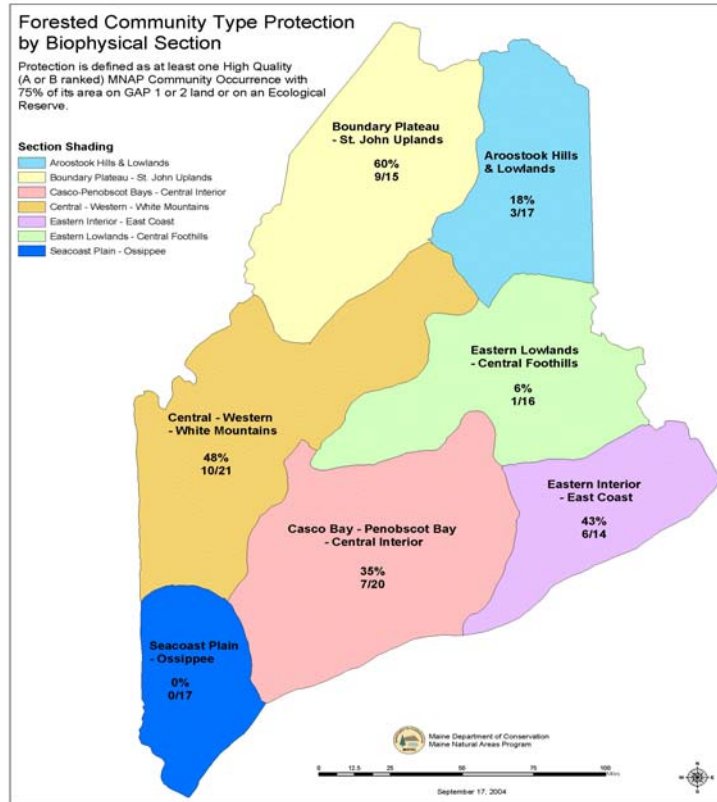 Forested Community Type Protection
by Biophysical Section
Protection is defined as at least one High Quality
(A or B ranked) MNAP Community Occurrence with
75% of its area on GAP 1 or 2 land or on an Ecological
Reserve.
Section Shading
Aroostook Hills & Lowlands
Boundary Plateau - St. John Uplands
Casco-Penobscot Bays - Central Interior
Central - Western - White Mountains
Eastern Interior - East Coast
Eastern Lowlands - Central Foothills
Seacoast Plain - Ossippee
Boundary Plateau
- St. John Uplands
60%
9/15
Aroostook Hills
& Lowlands
18%
3/17
Eastern Lowlands
- Central Foothills
6%
1/16
Central - Western
- White Mountains
48%
10/21
Eastern Interior
- East Coast
43%
6/14
Casco Bay - Penobscot Bay
- Central Interior
35%
7/20
Seacoast Plain
- Ossippee
0%
0/17
Maine Department of Conservation
Maine Natural Areas Program
0 12.5 25 50 75 100
Miles
September 17, 2004